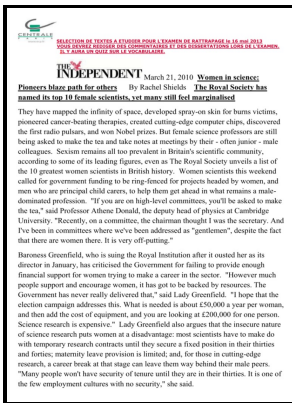 CENTRALE
SELECTION DE TEXTES A ETUDIER POUR L'EXAMEN DE RATTRAPAGE le 16 mai 2013
VOUS DEVREZ REDIGER DES COMMENTAIRES ET DES DISSERTATIONS LORS DE L'EXAMEN.
IL Y AURA UN QUIZ SUR LE VOCABULAIRE.
THE INDEPENDENT March 21, 2010 Women in science:
Pioneers blaze path for others By Rachel Shields The Royal Society has
named its top 10 female scientists, yet many still feel marginalised
They have mapped the infinity of space, developed spray-on skin for burns victims,
pioneered cancer-beating therapies, created cutting-edge computer chips, discovered
the first radio pulsars, and won Nobel prizes. But female science professors are still
being asked to make the tea and take notes at meetings by their - often junior - male
colleagues. Sexism remains all too prevalent in Britain's scientific community,
according to some of its leading figures, even as The Royal Society unveils a list of
the 10 greatest women scientists in British history. Women scientists this weekend
called for government funding to be ring-fenced for projects headed by women, and
men who are principal child carers, to help them get ahead in what remains a male-
dominated profession. "If you are on high-level committees, you'll be asked to make
the tea," said Professor Athene Donald, the deputy head of physics at Cambridge
University. "Recently, on a committee, the chairman thought I was the secretary. And
I've been in committees where we've been addressed as "gentlemen", despite the fact
that there are women there. It is very off-putting."
Baroness Greenfield, who is suing the Royal Institution after it ousted her as its
director in January, has criticised the Government for failing to provide enough
financial support for women trying to make a career in the sector. "However much
people support and encourage women, it has got to be backed by resources. The
Government has never really delivered that," said Lady Greenfield. "I hope that the
election campaign addresses this. What is needed is about £50,000 a year per woman,
and then add the cost of equipment, and you are looking at £200,000 for one person.
Science research is expensive." Lady Greenfield also argues that the insecure nature
of science research puts women at a disadvantage: most scientists have to make do
with temporary research contracts until they secure a fixed position in their thirties
and forties; maternity leave provision is limited; and, for those in cutting-edge
research, a career break at that stage can leave them way behind their male peers.
"Many people won't have security of tenure until they are in their thirties. It is one of
the few employment cultures with no security," she said.